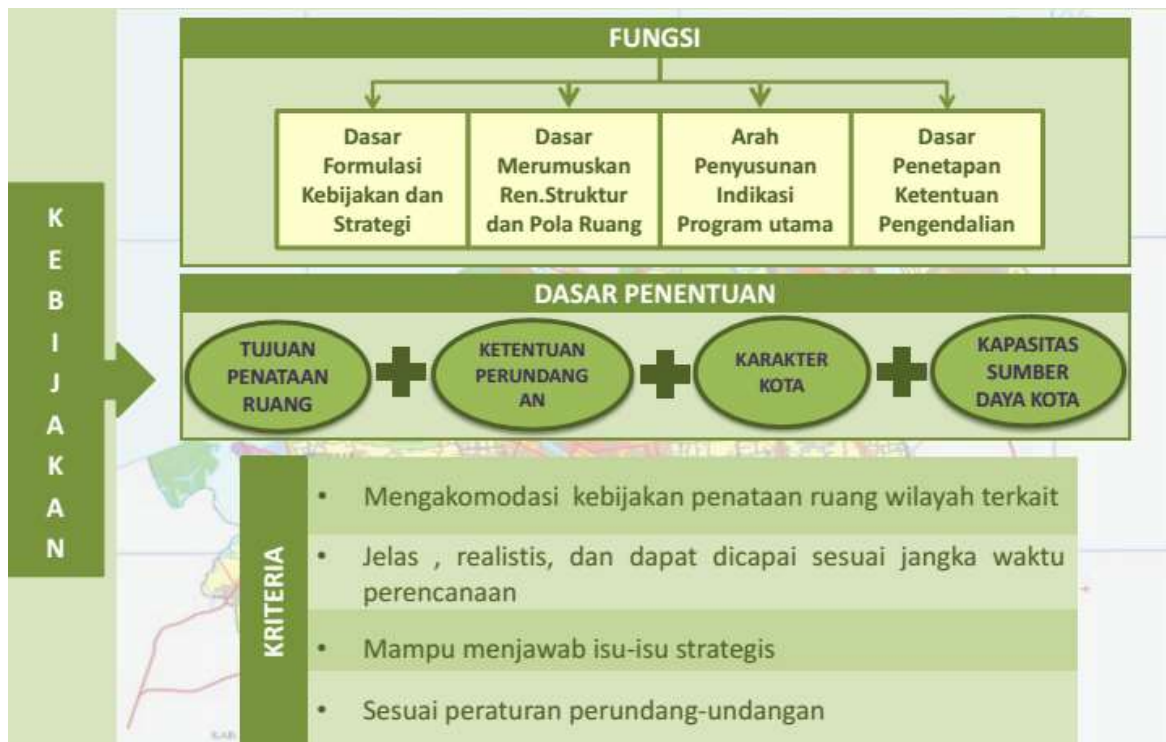 KEBIJAKAN
FUNGSI
Dasar
Formulasi
Kebijakan dan
Strategi
Dasar
Merumuskan
Ren.Struktur
dan Pola Ruang
Arah
Penyusunan
Indikasi
Program utama
Dasar
Penetapan
Ketentuan
Pengendalian
DASAR PENENTUAN
TUJUAN
PENATAAN
RUANG
KETENTUAN
PERUNDANG
AN
KARAKTER
KOTA
KAPASITAS
SUMBER
DAYA KOTA
KRITERIA
• Mengakomodasi kebijakan penataan ruang wilayah terkait
• Jelas , realistis, dan dapat dicapai sesuai jangka waktu
perencanaan
• Mampu menjawab isu-isu strategis
• Sesuai peraturan perundang-undangan